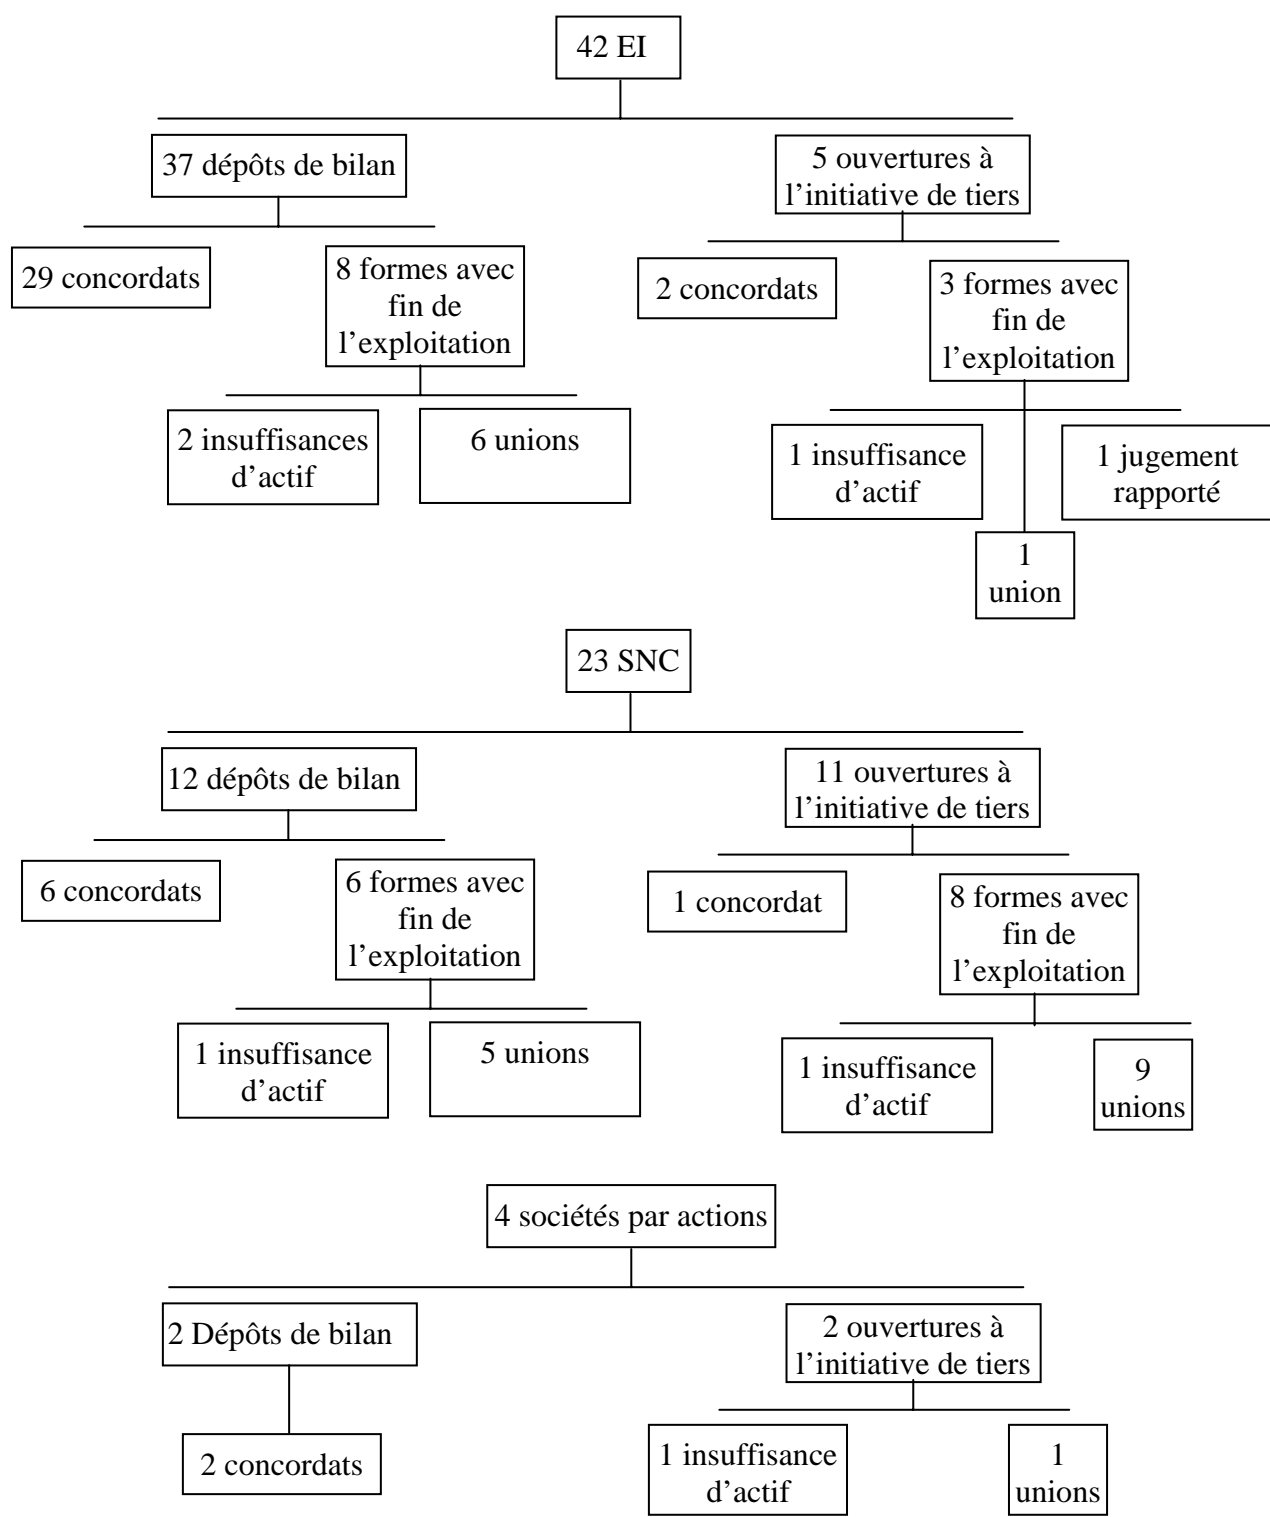 42 EI
37 dépôts de bilan
5 ouvertures à
l’initiative de tiers
29 concordats
8 formes avec
fin de
l’exploitation
2 concordats
3 formes avec
fin de
l’exploitation
2 insuffisances
d’actif
6 unions
1 insuffisance
d’actif
1 jugement
rapporté
1
union
23 SNC
12 dépôts de bilan
11 ouvertures à
l’initiative de tiers
6 concordats
6 formes avec
fin de
l’exploitation
1 concordat
8 formes avec
fin de
l’exploitation
1 insuffisance
d’actif
5 unions
1 insuffisance
d’actif
9
unions
4 sociétés par actions
2 Dépôts de bilan
2 ouvertures à
l’initiative de tiers
2 concordats
1 insuffisance
d’actif
1
unions